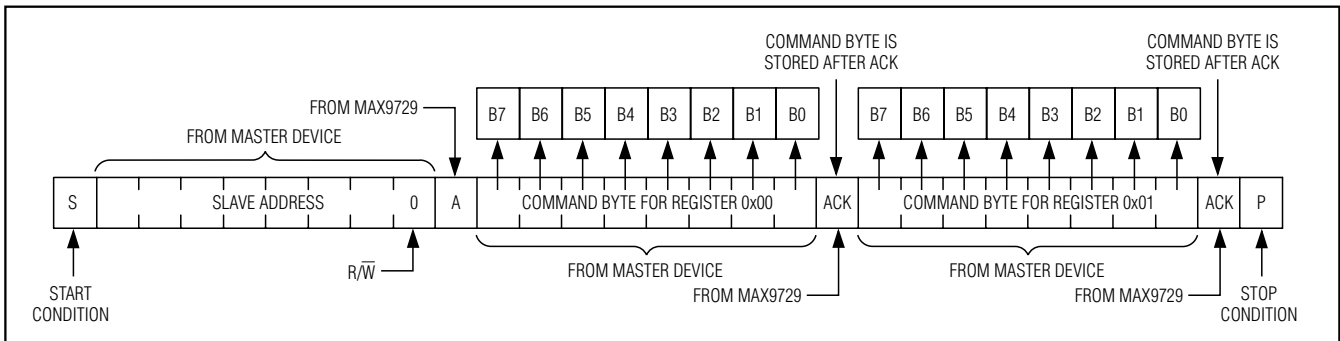 COMMAND BYTE IS
STORED AFTER ACK
COMMAND BYTE IS
STORED AFTER ACK
FROM MAX9729
B7 B6 B5 B4 B3 B2 B1 B0
B7 B6 B5 B4 B3 B2 B1 B0
FROM MASTER DEVICE
S SLAVE ADDRESS 0 A COMMAND BYTE FOR REGISTER 0x00 ACK COMMAND BYTE FOR REGISTER 0x01 ACK P
START
CONDITION
R/W̅
FROM MASTER DEVICE
FROM MAX9729
FROM MASTER DEVICE
FROM MAX9729
STOP
CONDITION